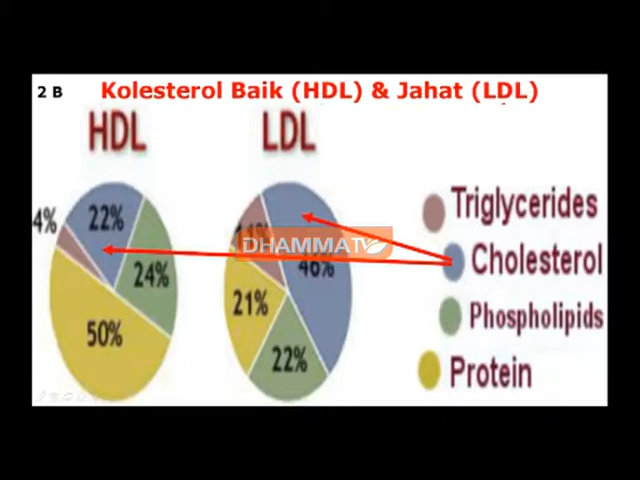 2 B
Kolesterol Baik (HDL) & Jahat (LDL)
HDL
LDL
4%
22%
24%
50%
46%
21%
22%
DHAMMATV
Triglycerides
Cholesterol
Phospholipids
Protein